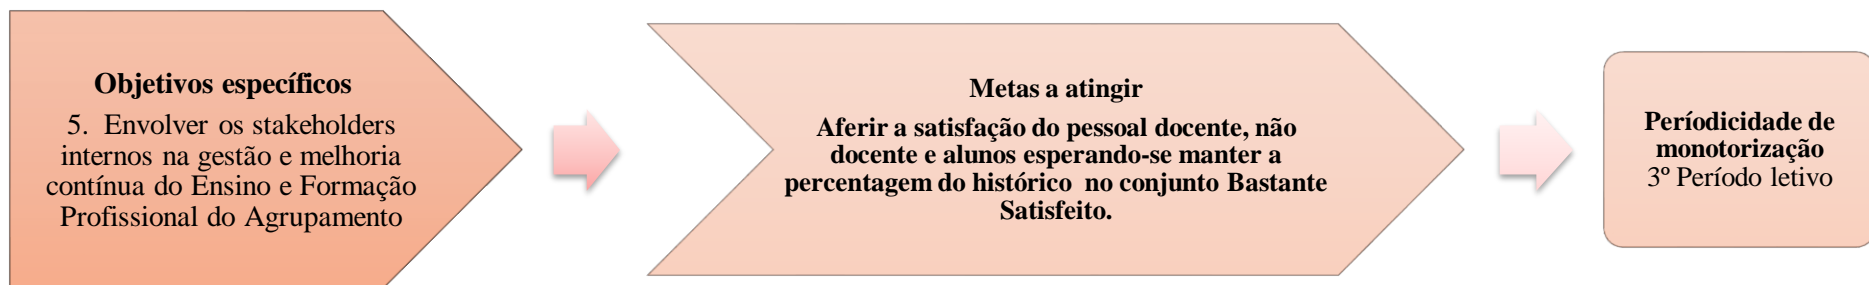 Objetivos específicos
5. Envolver os stakeholders
internos na gestão e melhoria
contínua do Ensino e Formação
Profissional do Agrupamento
Metas a atingir
Aferir a satisfação do pessoal docente, não
docente e alunos esperando-se manter a
percentagem do histórico no conjunto Bastante
Satisfeito.
Períodicidade de
monotorização
3º Período letivo